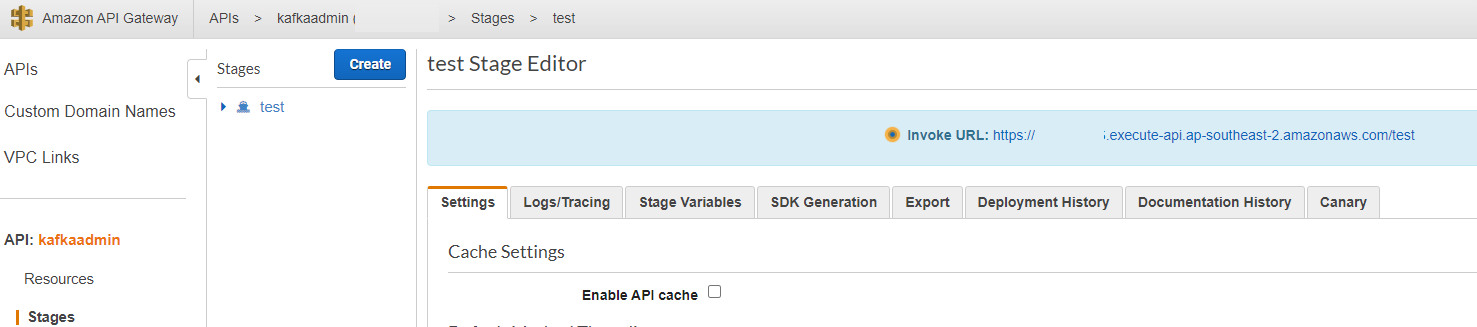 Amazon API Gateway APIs > kafkaadmin ( > Stages > test
APIs
Custom Domain Names
VPC Links
API: kafkaadmin
Resources
Stages
Stages Create
test
test Stage Editor
Invoke URL: https:// .execute-api.ap-southeast-2.amazonaws.com/test
Settings Logs/Tracing Stage Variables SDK Generation Export Deployment History Documentation History Canary
Cache Settings
Enable API cache